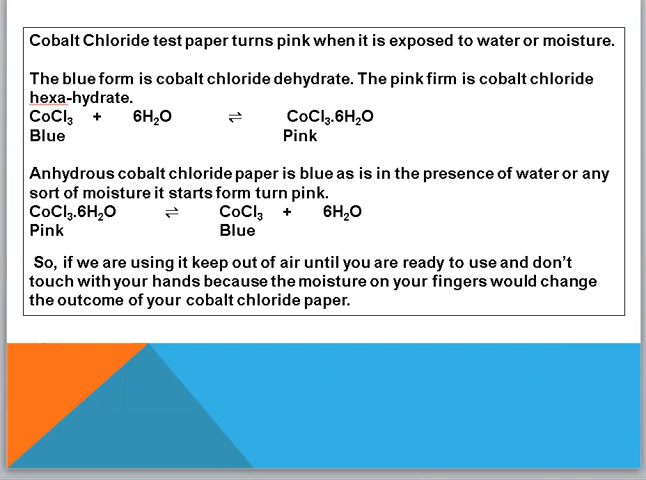 Cobalt Chloride test paper turns pink when it is exposed to water or moisture.
The blue form is cobalt chloride dehydrate. The pink firm is cobalt chloride
hexa-hydrate.
CoCl₃ + 6H₂O ⇌ CoCl₃.6H₂O
Blue Pink
Anhydrous cobalt chloride paper is blue as is in the presence of water or any
sort of moisture it starts form turn pink.
CoCl₃.6H₂O ⇌ CoCl₃ + 6H₂O
Pink Blue
So, if we are using it keep out of air until you are ready to use and don’t
touch with your hands because the moisture on your fingers would change
the outcome of your cobalt chloride paper.